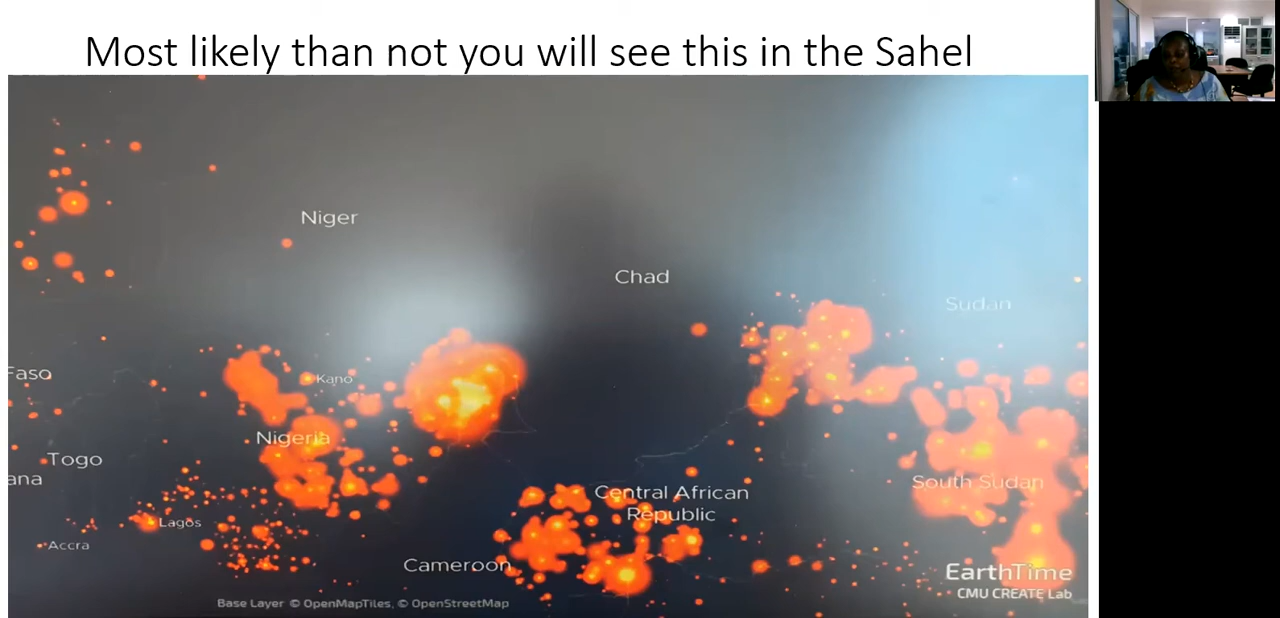 Most likely than not you will see this in the Sahel
Niger
Chad
Sudan
Faso
Kano
Nigeria
Togo
ana
South Sudan
Central African
Republic
Lagos
Accra
Cameroon
EarthTime
CMU CREATE Lab
Base Layer © OpenMapTiles, © OpenStreetMap